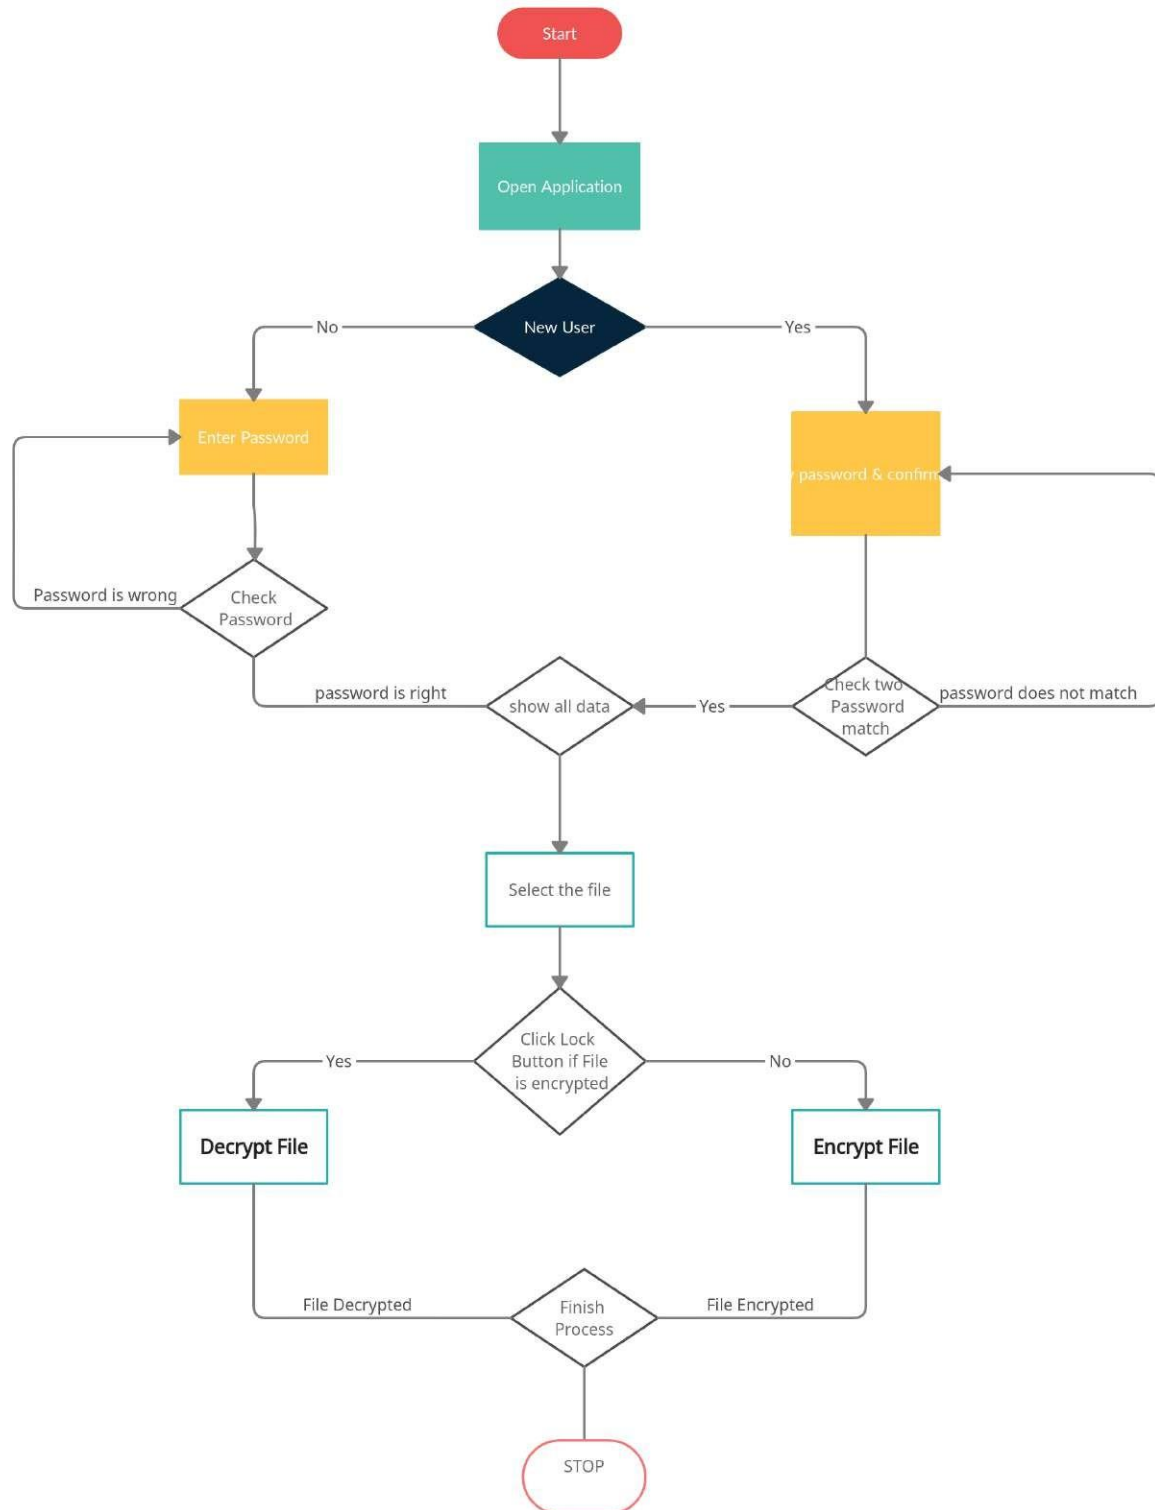 Start
Open Application
New User
No
Yes
Enter Password
password & confirm
Password is wrong
Check
Password
password is right
show all data
Yes
Check two
Password
match
password does not match
Select the file
Click Lock
Button if File
is encrypted
Yes
No
Decrypt File
Encrypt File
File Decrypted
Finish
Process
File Encrypted
STOP